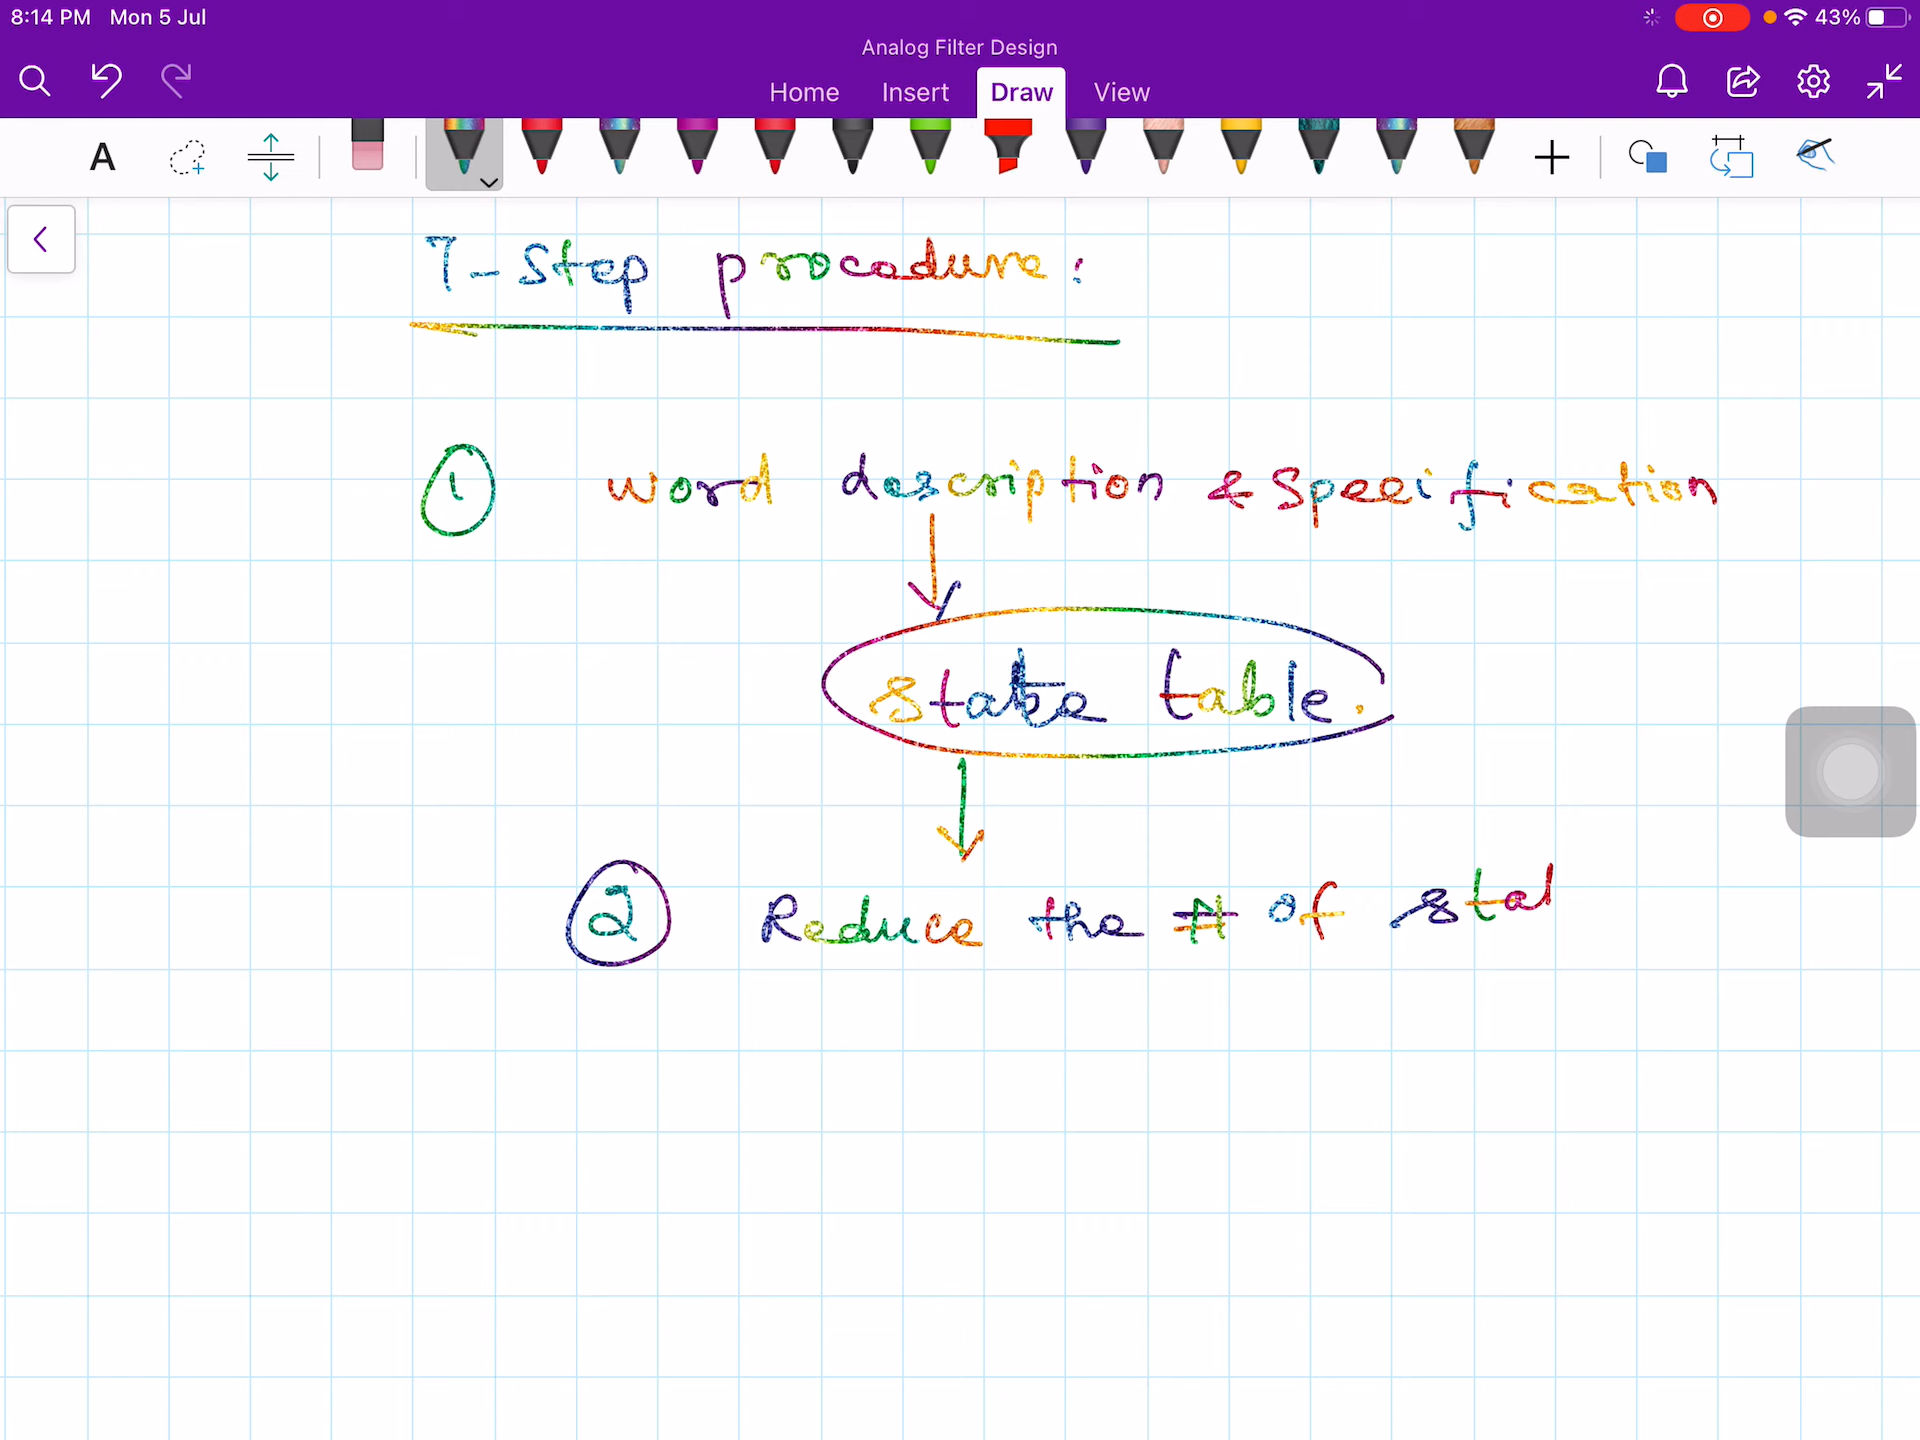 8:14 PM Mon 5 Jul 43%
Analog Filter Design
Home Insert Draw View
A
7-Step procedure:
1 word description & specification
state table.
2 Reduce the # of stat